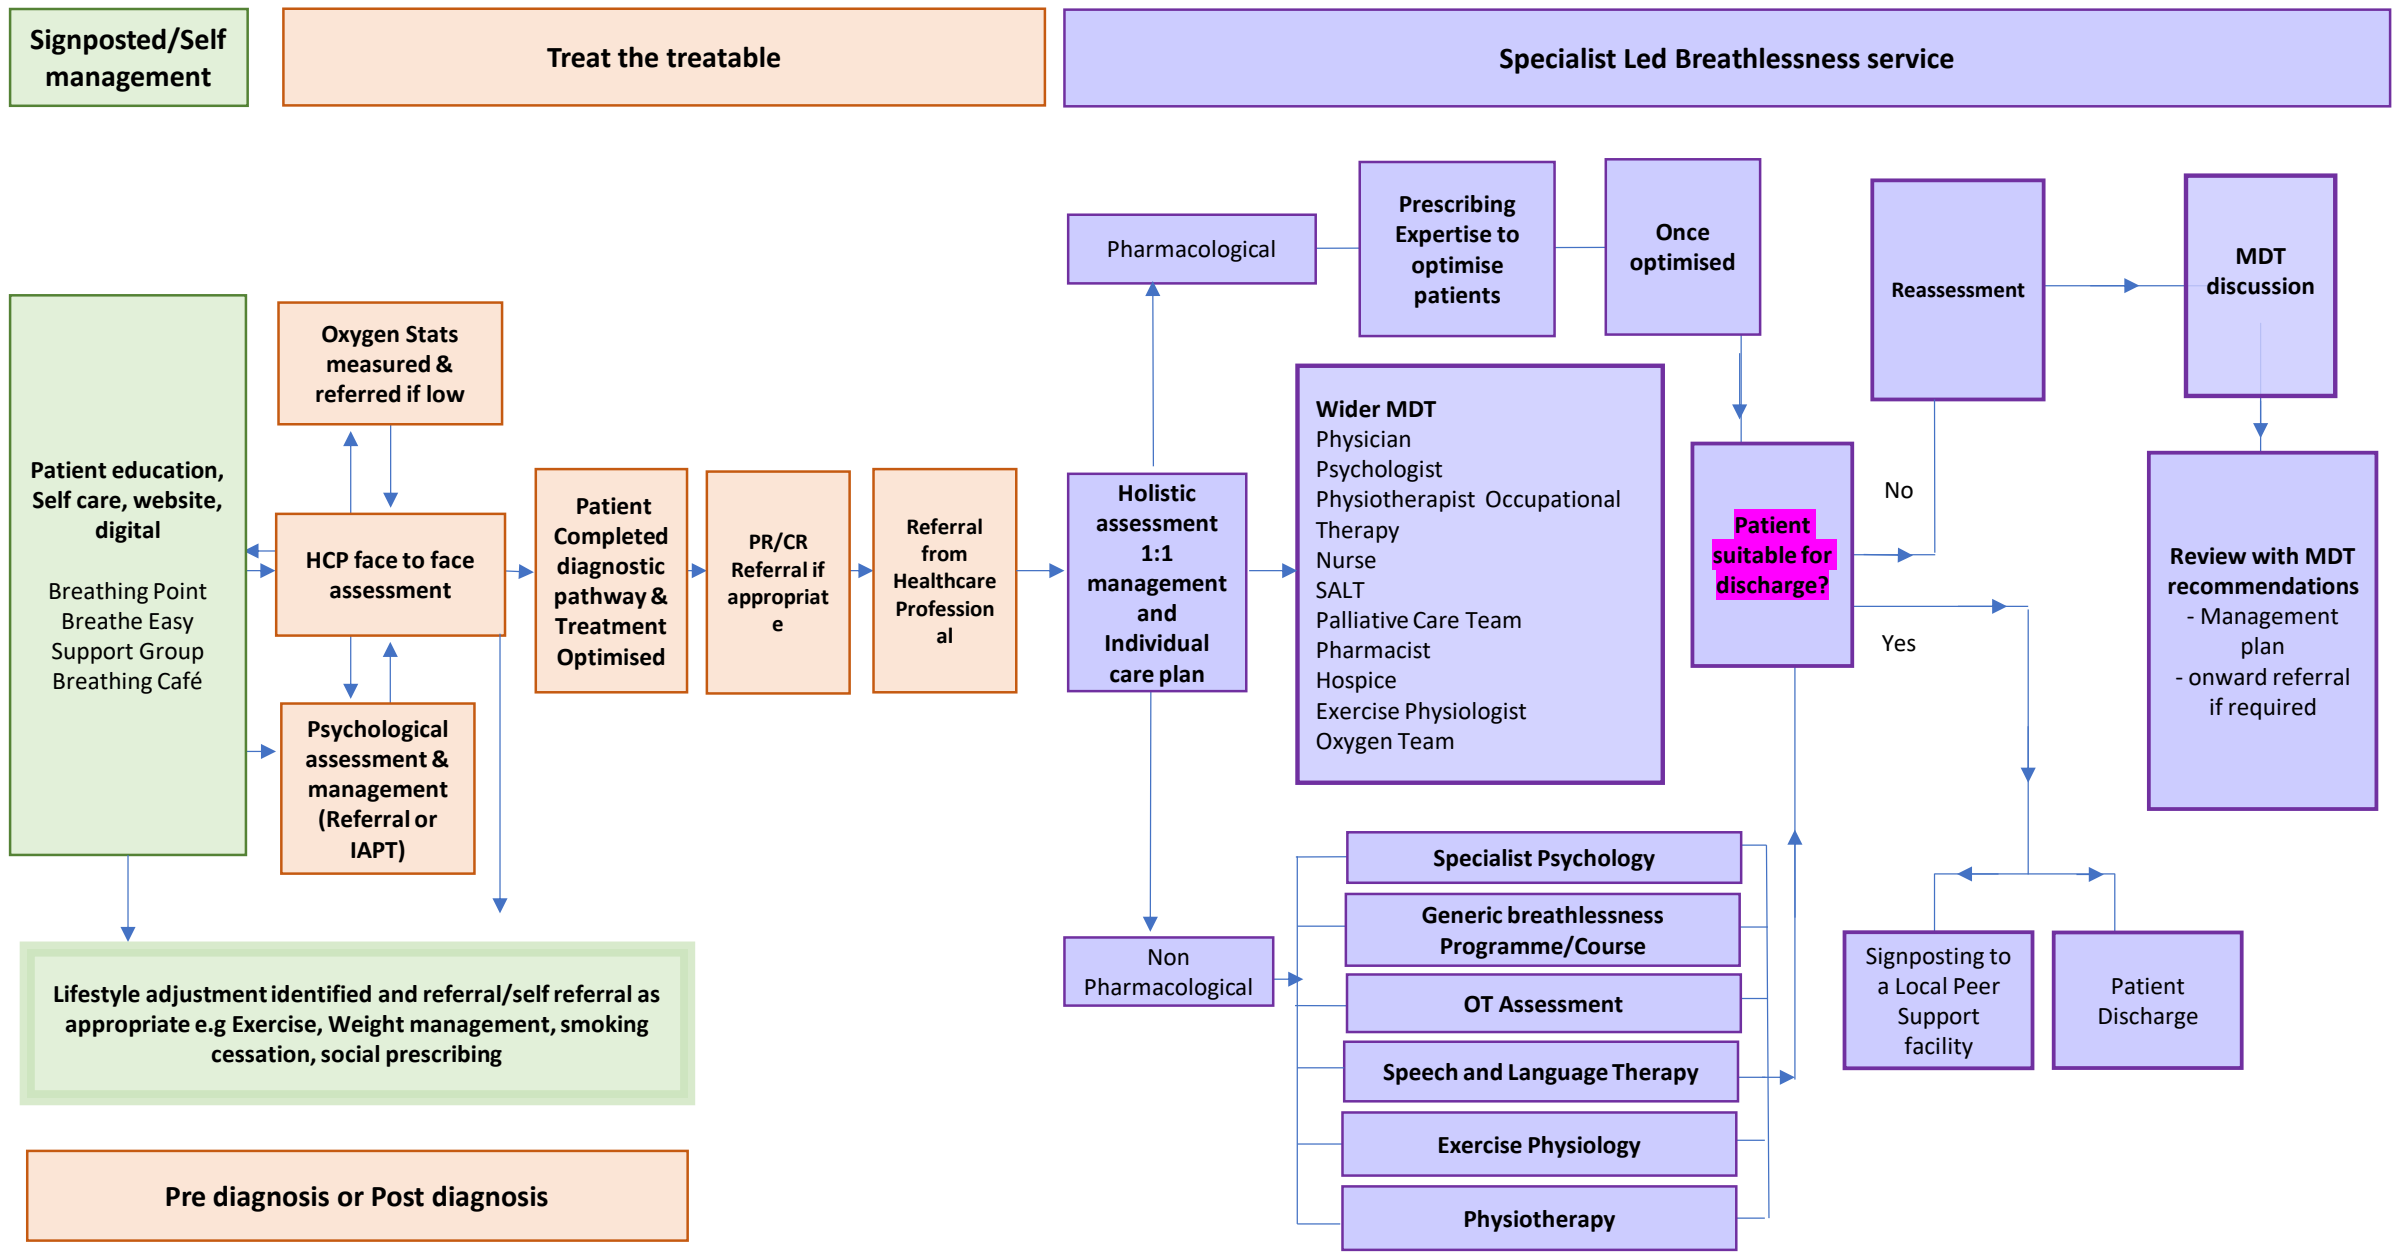 Signposted/Self
management
Treat the treatable
Specialist Led Breathlessness service
Patient education,
Self care, website,
digital
Breathing Point
Breathe Easy
Support Group
Breathing Café
Oxygen Stats
measured &
referred if low
HCP face to face
assessment
Psychological
assessment &
management
(Referral or
IAPT)
Lifestyle adjustment identified and referral/self referral as
appropriate e.g Exercise, Weight management, smoking
cessation, social prescribing
Pre diagnosis or Post diagnosis
Patient
Completed
diagnostic
pathway &
Treatment
Optimised
PR/CR
Referral if
appropriat
e
Referral
from
Healthcare
Profession
al
Holistic
assessment
1:1
management
and
Individual
care plan
Pharmacological
Prescribing
Expertise to
optimise
patients
Once
optimised
Wider MDT
Physician
Psychologist
Physiotherapist Occupational
Therapy
Nurse
SALT
Palliative Care Team
Pharmacist
Hospice
Exercise Physiologist
Oxygen Team
Non
Pharmacological
Specialist Psychology
Generic breathlessness
Programme/Course
OT Assessment
Speech and Language Therapy
Exercise Physiology
Physiotherapy
Patient
suitable for
discharge?
No
Yes
Reassessment
MDT
discussion
Review with MDT
recommendations
- Management
plan
- onward referral
if required
Signposting to
a Local Peer
Support
facility
Patient
Discharge